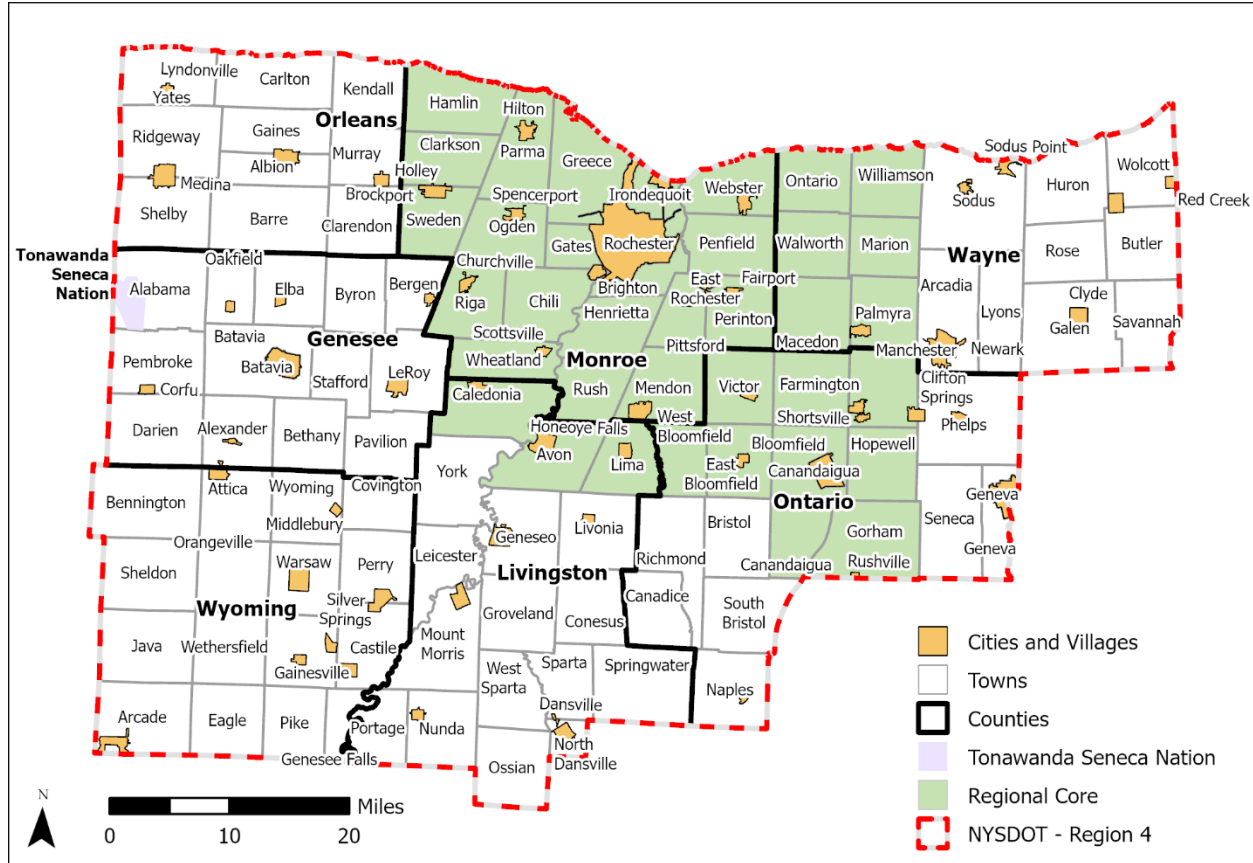 Lyndonville
Yates
Carlton
Kendall
Ridgeway
Gaines
Orleans
Albion
Murray
Medina
Holley
Brockport
Shelby
Barre
Clarendon
Hamlin
Hilton
Clarkson
Parma
Greece
Spencerport
Sweden
Ogden
Irondequoit
Webster
Gates
Rochester
Penfield
Churchville
Riga
Chili
Brighton
East
Rochester
Fairport
Henrietta
Perinton
Scottsville
Wheatland
Monroe
Pittsford
Rush
Mendon
Honeoye Falls
Ontario
Williamson
Walworth
Marion
Palmyra
Macedon
Sodus Point
Sodus
Huron
Wolcott
Red Creek
Rose
Butler
Wayne
Arcadia
Lyons
Clyde
Galen
Savannah
Newark
Tonawanda
Seneca
Nation
Oakfield
Alabama
Elba
Byron
Bergen
Batavia
Genesee
Pembroke
Batavia
Stafford
LeRoy
Corfu
Darien
Alexander
Bethany
Pavilion
Caledonia
Avon
Lima
York
West
Bloomfield
Victor
Farmington
Manchester
Clifton
Springs
Shortsville
Phelps
Bloomfield
Hopewell
East
Bloomfield
Canandaigua
Ontario
Geneva
Seneca
Geneva
Bristol
Gorham
Rushville
Canandaigua
Richmond
Canadice
South
Bristol
Naples
Bennington
Attica
Wyoming
Covington
Middlebury
Orangeville
Sheldon
Warsaw
Perry
Wyoming
Silver
Springs
Java
Wethersfield
Gainesville
Castile
Arcade
Eagle
Pike
Genesee Falls
Portage
Nunda
Leicester
Geneseo
Livonia
Livingston
Groveland
Conesus
Mount
Morris
West
Sparta
Sparta
Springwater
Dansville
North
Dansville
Ossian
Cities and Villages
Towns
Counties
Tonawanda Seneca Nation
Regional Core
NYSDOT - Region 4
N
Miles
0 10 20